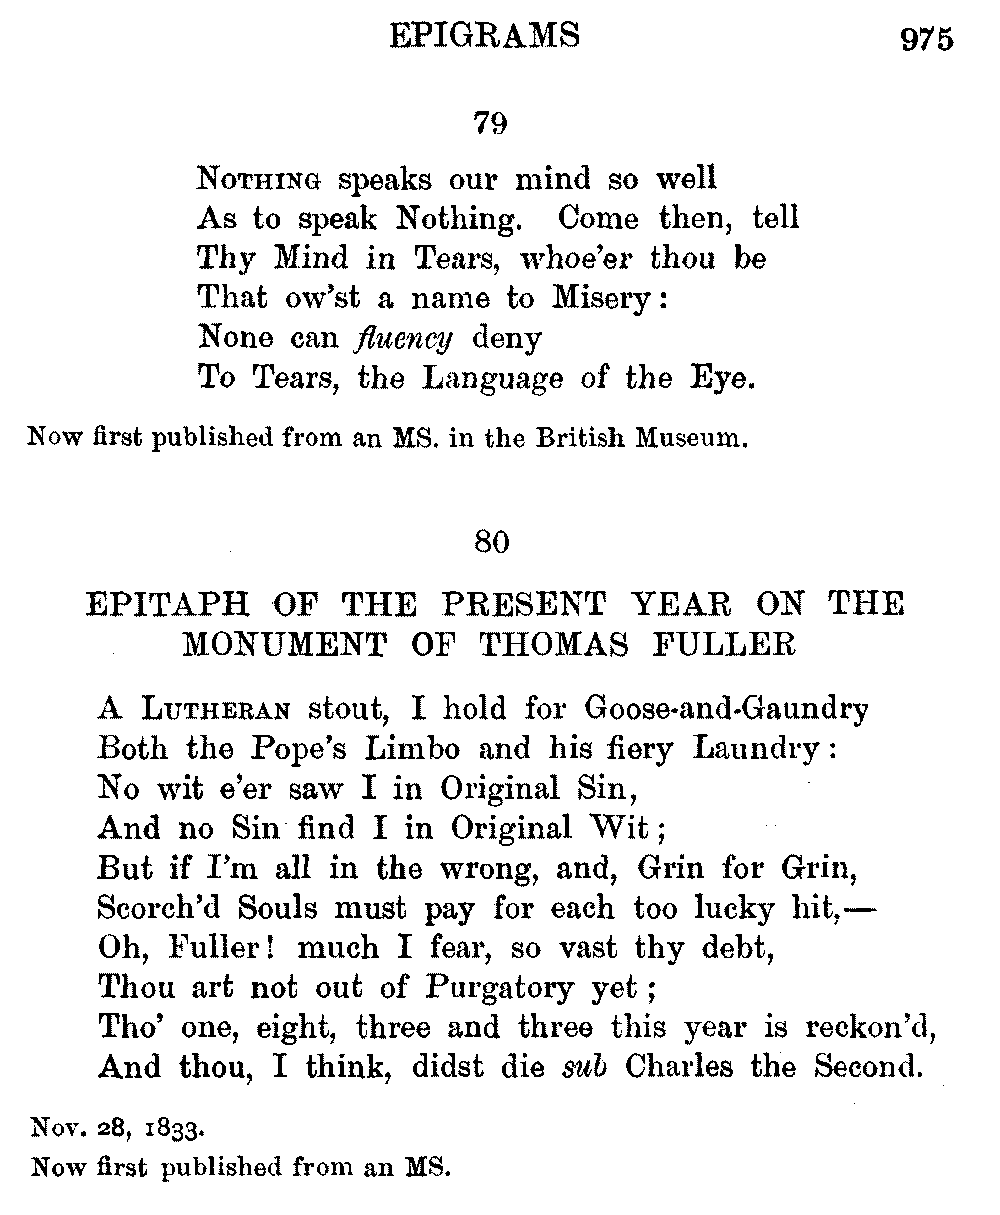 EPIGRAMS 975
79
NOTHING speaks our mind so well
As to speak Nothing. Come then, tell
Thy Mind in Tears, whoe'er thou be
That ow'st a name to Misery :
None can fluency deny
To Tears, the Language of the Eye.
Now first published from an MS. in the British Museum.
80
EPITAPH OF THE PRESENT YEAR ON THE
MONUMENT OF THOMAS FULLER
A LUTHERAN stout, I hold for Goose-and-Gaundry
Both the Pope's Limbo and his fiery Laundry :
No wit e'er saw I in Original Sin,
And no Sin find I in Original Wit ;
But if I'm all in the wrong, and, Grin for Grin,
Scorch'd Souls must pay for each too lucky hit,—
Oh, Fuller! much I fear, so vast thy debt,
Thou art not out of Purgatory yet ;
Tho' one, eight, three and three this year is reckon'd,
And thou, I think, didst die sub Charles the Second.
Nov. 28, 1833.
Now first published from an MS.